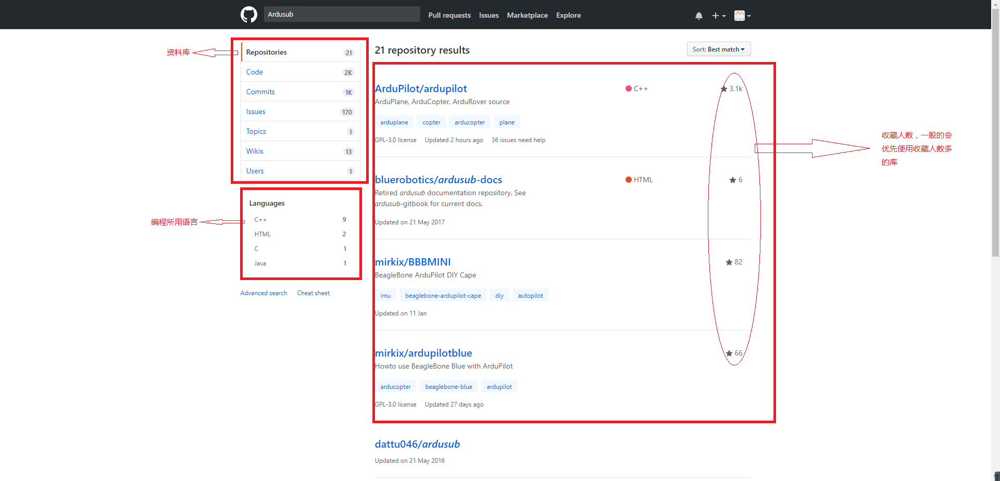 Ardusub
Pull requests Issues Marketplace Explore
资料库
Repositories 21
Code 2K
Commits 1K
Issues 170
Topics 1
Wikis 13
Users 1
编程所用语言
Languages
C++ 9
HTML 2
C 1
Java 1
Advanced search Cheat sheet
21 repository results
Sort: Best match
ArduPilot/ardupilot C++ 3.1k
ArduPlane, ArduCopter, ArduRover source
arduplane copter arducopter plane
GPL-3.0 license Updated 2 hours ago 36 issues need help
bluerobotics/ardusub-docs HTML 6
Retired ardusub documentation repository. See
ardusub-gitbook for current docs.
Updated on 21 May 2017
mirkix/BBBMINI 82
BeagleBone ArduPilot DIY Cape
imu beaglebone-ardupilot-cape diy autopilot
Updated on 11 Jan
mirkix/ardupilotblue 66
Howto use BeagleBone Blue with ArduPilot
arducopter beaglebone-blue ardupilot
GPL-3.0 license Updated 27 days ago
dattu046/ardusub
Updated on 21 May 2016
收藏人数，一般的会
优先使用收藏人数多
的库